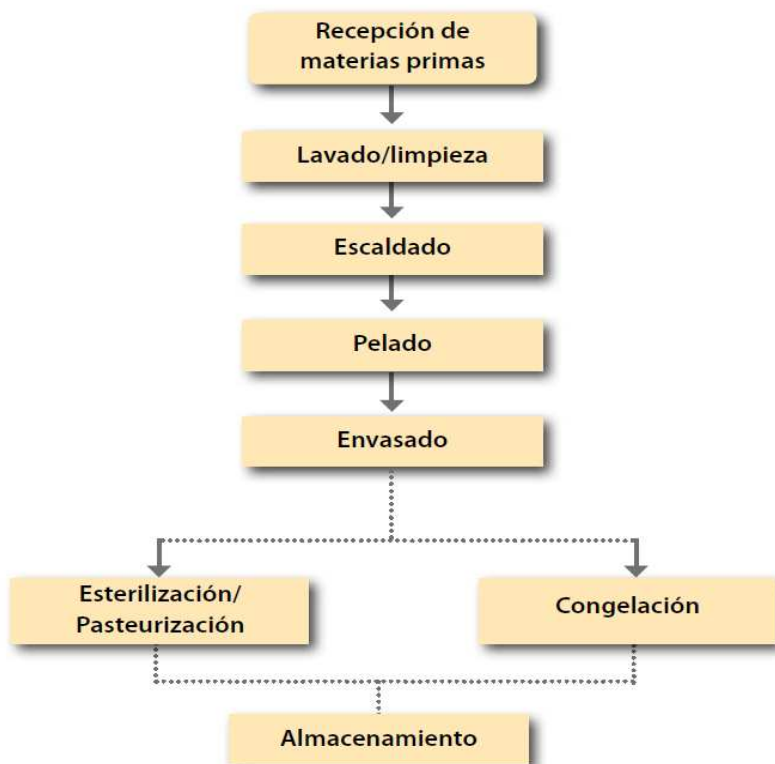 Recepción de
materias primas
Lavado/limpieza
Escaldado
Pelado
Envasado
Esterilización/
Pasteurización
Congelación
Almacenamiento